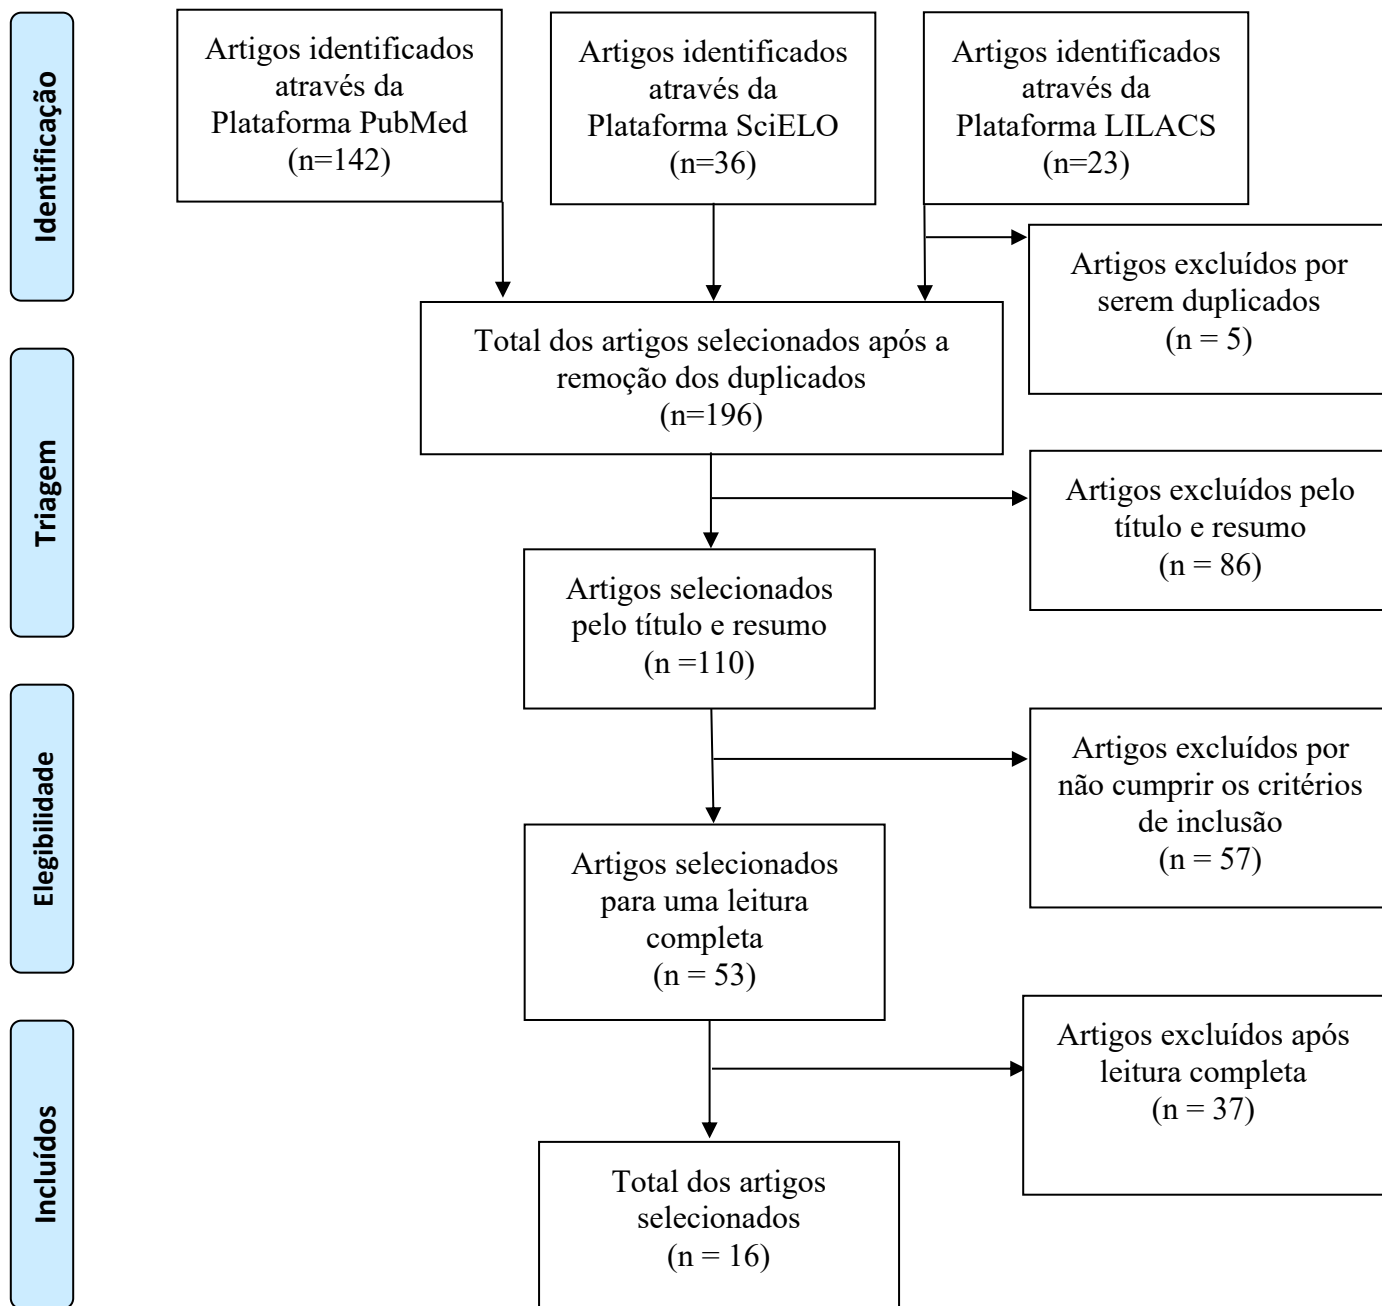 Identificação
Artigos identificados
através da
Plataforma PubMed
(n=142)
Artigos identificados
através da
Plataforma SciELO
(n=36)
Artigos identificados
através da
Plataforma LILACS
(n=23)
Artigos excluídos por
serem duplicados
(n = 5)
Triagem
Total dos artigos selecionados após a
remoção dos duplicados
(n=196)
Artigos excluídos pelo
título e resumo
(n = 86)
Artigos selecionados
pelo título e resumo
(n =110)
Elegibilidade
Artigos excluídos por
não cumprir os critérios
de inclusão
(n = 57)
Artigos selecionados
para uma leitura
completa
(n = 53)
Incluídos
Artigos excluídos após
leitura completa
(n = 37)
Total dos artigos
selecionados
(n = 16)